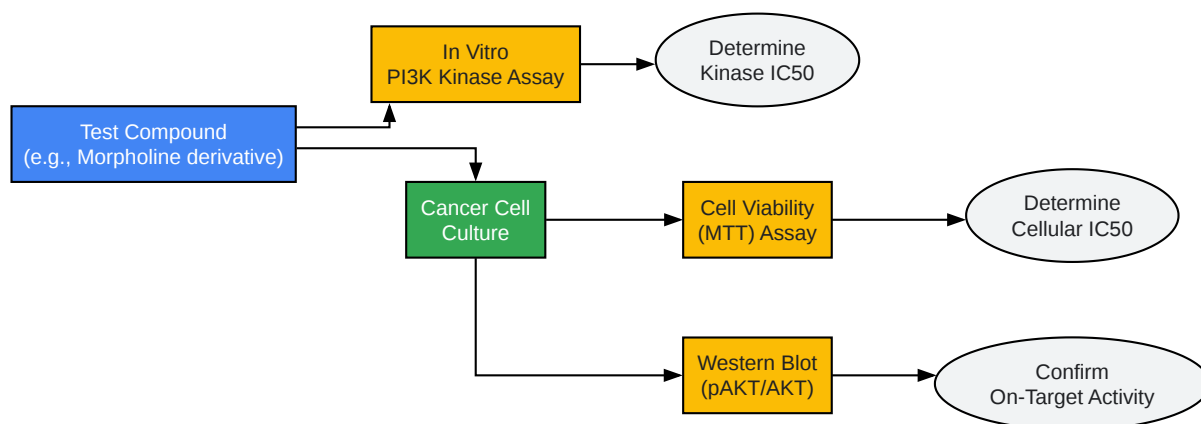 In Vitro
PI3K Kinase Assay
Determine
Kinase IC50
Test Compound
(e.g., Morpholine derivative)
Cancer Cell
Culture
Cell Viability
(MTT) Assay
Determine
Cellular IC50
Western Blot
(pAKT/AKT)
Confirm
On-Target Activity